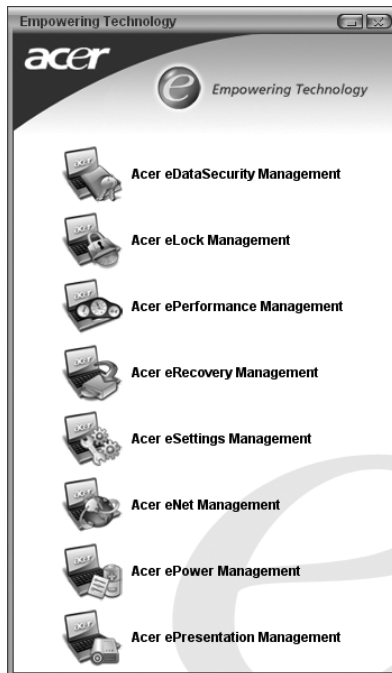 Empowering Technology
acer
e Empowering Technology
Acer eDataSecurity Management
Acer eLock Management
Acer ePerformance Management
Acer eRecovery Management
Acer eSettings Management
Acer eNet Management
Acer ePower Management
Acer ePresentation Management